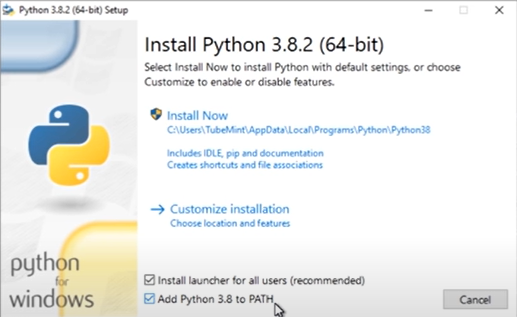 Python 3.8.2 (64-bit) Setup
Install Python 3.8.2 (64-bit)
Select Install Now to install Python with default settings, or choose
Customize to enable or disable features.
Install Now
C:\Users\TubeMint\AppData\Local\Programs\Python\Python38
Includes IDLE, pip and documentation
Creates shortcuts and file associations
Customize installation
Choose location and features
python
for
windows
Install launcher for all users (recommended)
Add Python 3.8 to PATH
Cancel